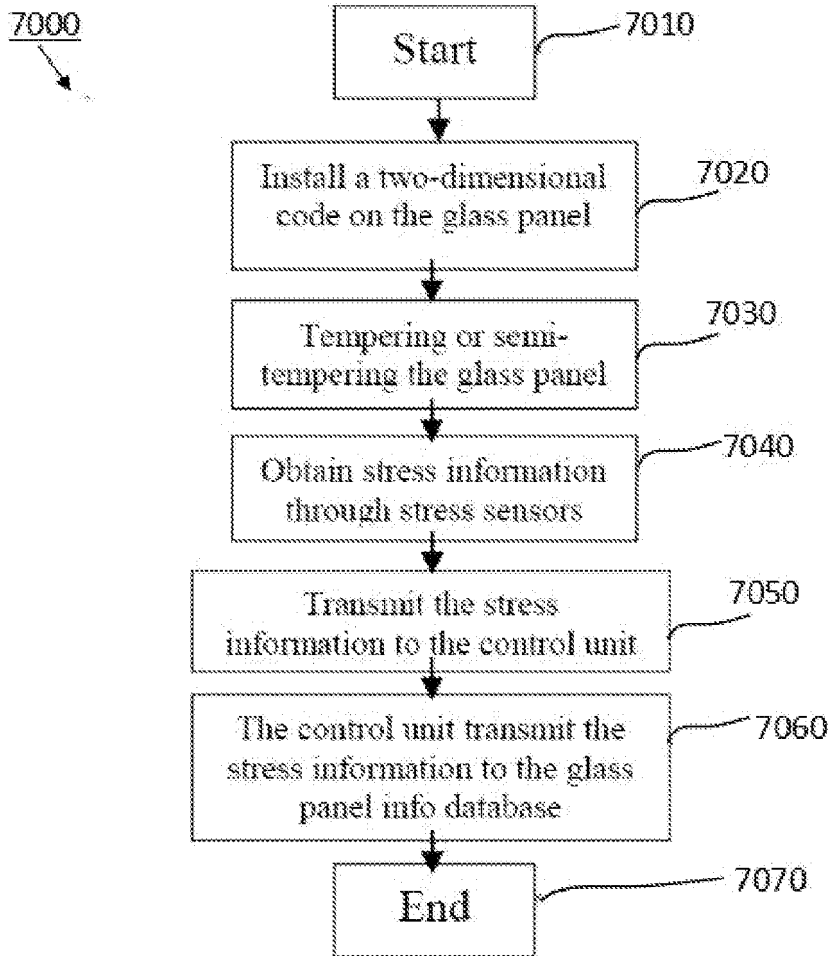 7000
Start
7010
Install a two-dimensional
code on the glass panel
7020
Tempering or semi-
tempering the glass panel
7030
Obtain stress information
through stress sensors
7040
Transmit the stress
information to the control unit
7050
The control unit transmit the
stress information to the glass
panel info database
7060
End
7070